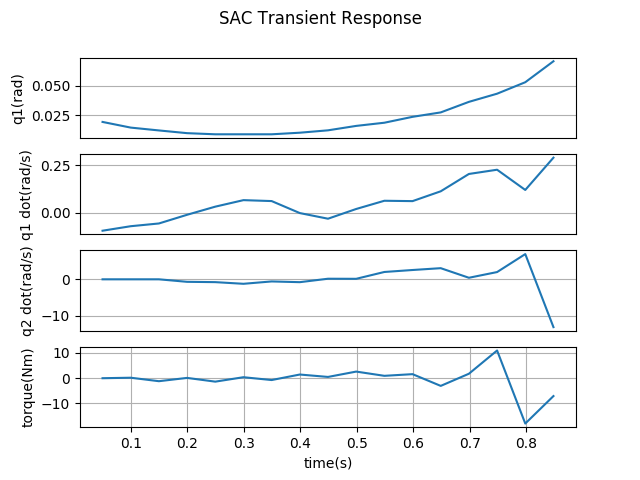 SAC Transient Response
q1(rad)
0.050
0.025
q1 dot(rad/s)
0.25
0.00
q2 dot(rad/s)
0
−10
torque(Nm)
10
0
−10
0.1 0.2 0.3 0.4 0.5 0.6 0.7 0.8
time(s)